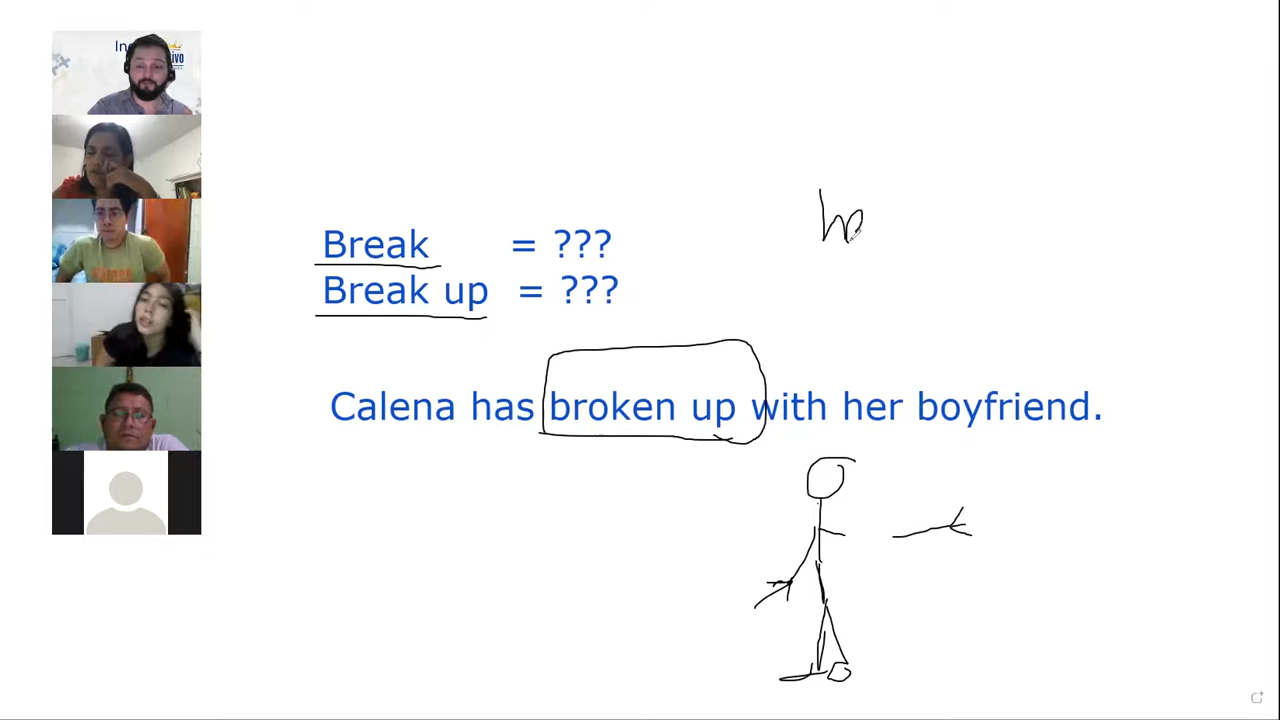 Break = ???
Break up = ???
Calena has broken up with her boyfriend.